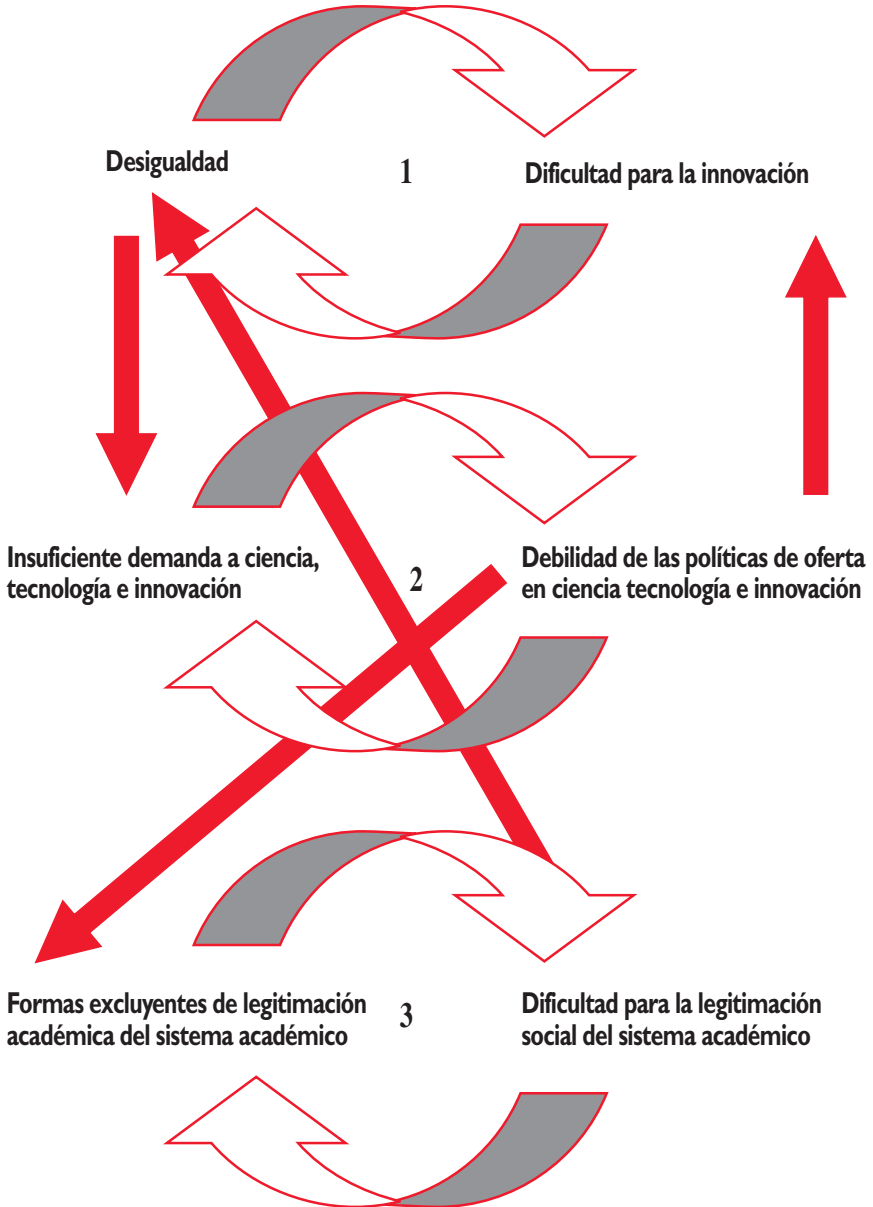 Desigualdad
1
Dificultad para la innovación
Insuficiente demanda a ciencia,
tecnología e innovación
2
Debilidad de las políticas de oferta
en ciencia tecnología e innovación
Formas excluyentes de legitimación
académica del sistema académico
3
Dificultad para la legitimación
social del sistema académico